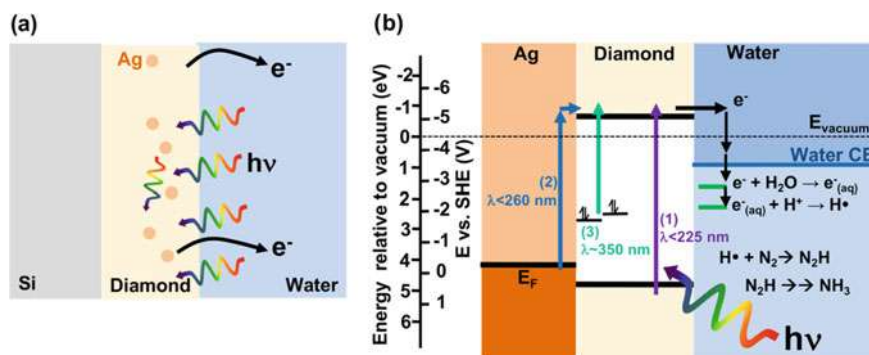 (a)
Ag
e-
hν
e-
Si
Diamond
Water
(b)
Ag
Diamond
Water
Energy relative to vacuum (eV)
-2
-1
0
1
2
3
4
5
6
E vs. SHE (V)
-6
-5
-4
-3
-2
-1
0
1
e-
Evacuum
Water CB
(2)
λ<260 nm
(3)
λ~350 nm
(1)
λ<225 nm
e- + H2O → e-(aq)
e-(aq) + H+ → H•
H• + N2→ N2H
N2H →→ NH3
EF
hν